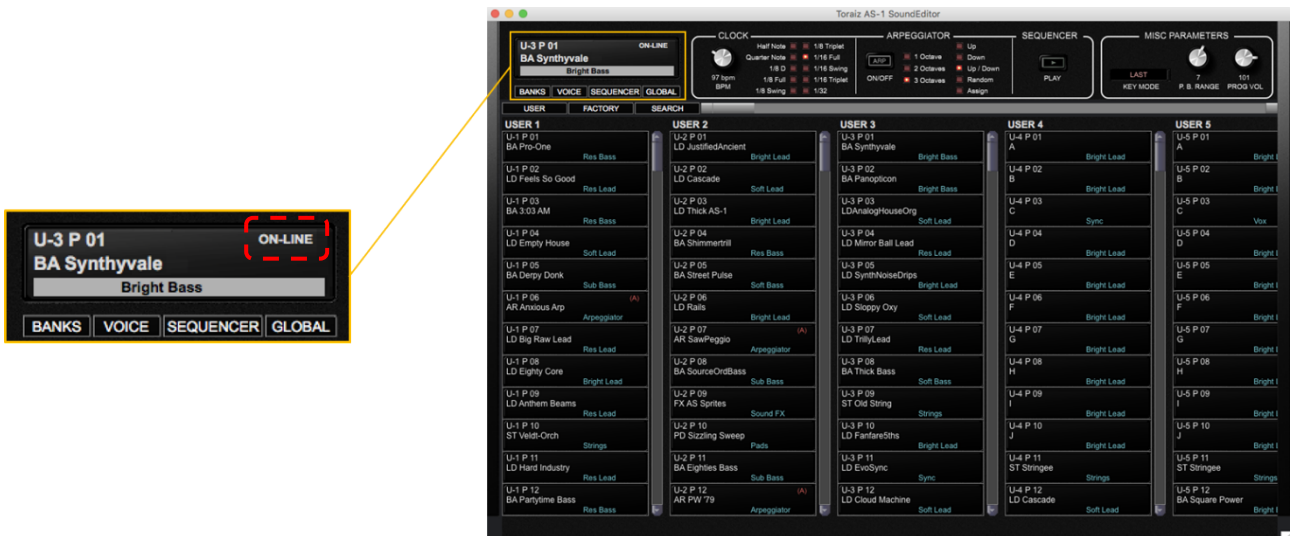 Toraiz AS-1 SoundEditor
U-3 P 01 ON-LINE
BA Synthyvale
Bright Bass
BANKS VOICE SEQUENCER GLOBAL
CLOCK
97 bpm
BPM
Half Note 1/8 Triplet
Quarter Note 1/16 Full
1/8 D 1/16 Swing
1/8 Full 1/16 Triplet
1/8 Swing 1/32
ARPEGGIATOR
ARP
ON/OFF
1 Octave
2 Octaves
3 Octaves
Up
Down
Up / Down
Random
Assign
SEQUENCER
PLAY
MISC PARAMETERS
LAST
KEY MODE
7
P. B. RANGE
101
PROG VOL
USER FACTORY SEARCH
USER 1
U-1 P 01
BA Pro-One
Res Bass
U-1 P 02
LD Feels So Good
Res Lead
U-1 P 03
BA 3:03 AM
Res Bass
U-1 P 04
LD Empty House
Soft Lead
U-1 P 05
BA Derpy Donk
Sub Bass
U-1 P 06 (A)
AR Anxious Arp
Arpeggiator
U-1 P 07
LD Big Raw Lead
Res Lead
U-1 P 08
LD Eighty Core
Bright Lead
U-1 P 09
LD Anthem Beams
Res Lead
U-1 P 10
ST Veldt-Orch
Strings
U-1 P 11
LD Hard Industry
Res Lead
U-1 P 12
BA Partytime Bass
Res Bass
USER 2
U-2 P 01
LD JustifiedAncient
Bright Lead
U-2 P 02
LD Cascade
Soft Lead
U-2 P 03
LD Thick AS-1
Bright Lead
U-2 P 04
BA Shimmertrill
Res Bass
U-2 P 05
BA Street Pulse
Soft Bass
U-2 P 06
LD Rails
Bright Lead
U-2 P 07 (A)
AR SawPeggio
Arpeggiator
U-2 P 08
BA SourceOrdBass
Sub Bass
U-2 P 09
FX AS Sprites
Sound FX
U-2 P 10
PD Sizzling Sweep
Pads
U-2 P 11
BA Eighties Bass
Sub Bass
U-2 P 12 (A)
AR PW '79
Arpeggiator
USER 3
U-3 P 01
BA Synthyvale
Bright Bass
U-3 P 02
BA Panopticon
Bright Bass
U-3 P 03
LDAnalogHouseOrg
Soft Lead
U-3 P 04
LD Mirror Ball Lead
Res Lead
U-3 P 05
LD SynthNoiseDrips
Bright Lead
U-3 P 06
LD Sloppy Oxy
Soft Lead
U-3 P 07
LD TrillyLead
Res Lead
U-3 P 08
BA Thick Bass
Soft Bass
U-3 P 09
ST Old String
Strings
U-3 P 10
LD Fanfare5ths
Bright Lead
U-3 P 11
LD EvoSync
Sync
U-3 P 12
LD Cloud Machine
Soft Lead
USER 4
U-4 P 01
A
Bright Lead
U-4 P 02
B
Bright Lead
U-4 P 03
C
Sync
U-4 P 04
D
Bright Lead
U-4 P 05
E
Bright Lead
U-4 P 06
F
Bright Lead
U-4 P 07
G
Bright Lead
U-4 P 08
H
Bright Lead
U-4 P 09
I
Bright Lead
U-4 P 10
J
Bright Lead
U-4 P 11
ST Stringee
Strings
U-4 P 12
LD Cascade
Soft Lead
USER 5
U-5 P 01
A
Bright
U-5 P 02
B
Bright
U-5 P 03
C
Vox
U-5 P 04
D
Bright
U-5 P 05
E
Bright
U-5 P 06
F
Bright
U-5 P 07
G
Bright
U-5 P 08
H
Bright
U-5 P 09
I
Bright
U-5 P 10
J
Bright
U-5 P 11
ST Stringee
Strings
U-5 P 12
BA Square Power
Bright
U-3 P 01 ON-LINE
BA Synthyvale
Bright Bass
BANKS VOICE SEQUENCER GLOBAL